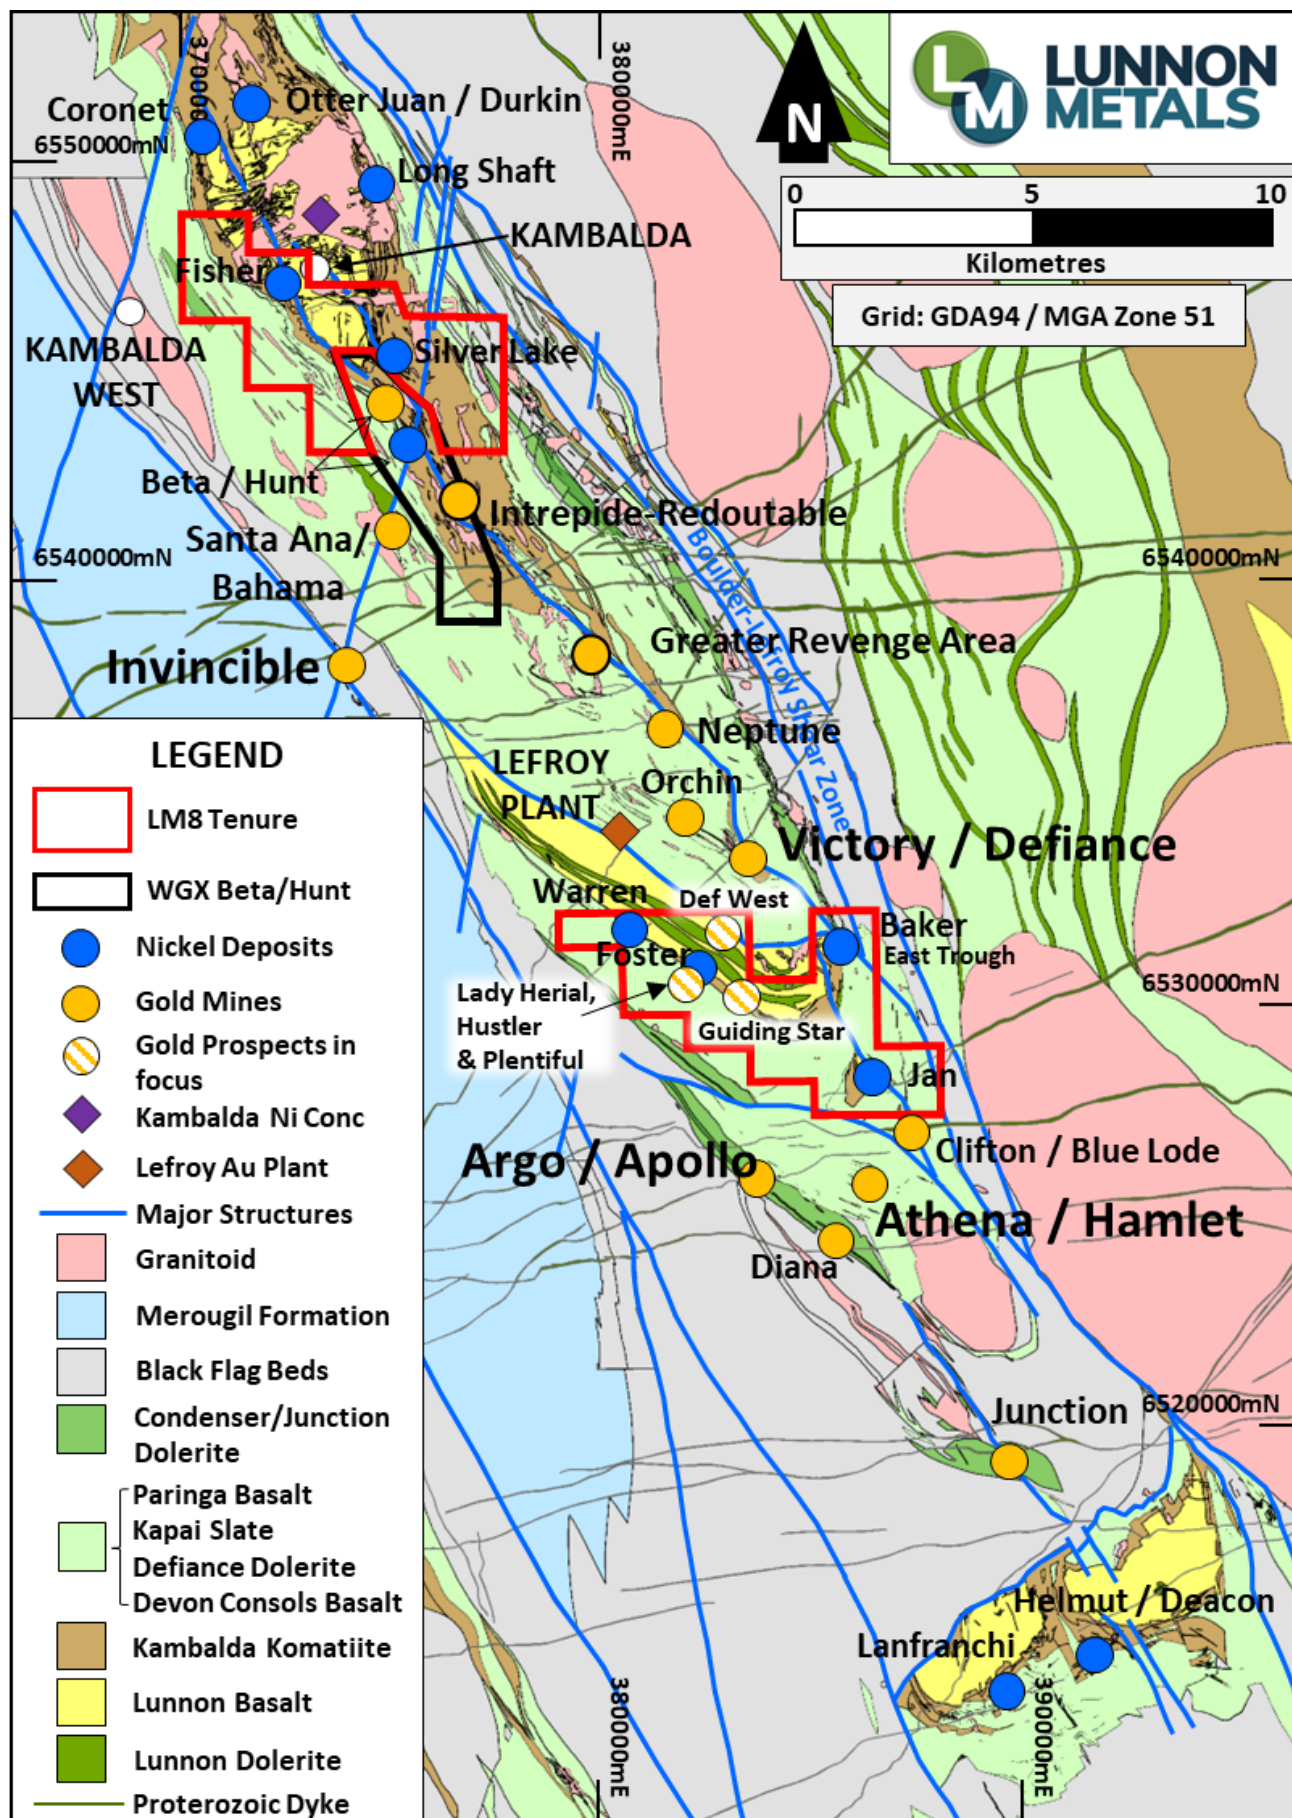 370000mE
380000mE
LUNNON
METALS
LM
N
Coronet
6550000mN
Otter Juan / Durkin
Long Shaft
0 5 10
Kilometres
Grid: GDA94 / MGA Zone 51
KAMBALDA
Fisher
KAMBALDA
WEST
Silver Lake
Beta / Hunt
Intrepide-Redoutable
Santa Ana/
Bahama
6540000mN
6540000mN
Boulder-Lefroy Shear Zone
Greater Revenge Area
Invincible
Neptune
LEFROY
PLANT
Orchin
Victory / Defiance
Warren
Def West
Baker
East Trough
Foster
6530000mN
Lady Herial,
Hustler
& Plentiful
Guiding Star
Jan
Clifton / Blue Lode
Argo / Apollo
Athena / Hamlet
Diana
Junction
6520000mN
Helmut / Deacon
Lanfranchi
380000mE
390000mE
LEGEND
LM8 Tenure
WGX Beta/Hunt
Nickel Deposits
Gold Mines
Gold Prospects in
focus
Kambalda Ni Conc
Lefroy Au Plant
Major Structures
Granitoid
Merougil Formation
Black Flag Beds
Condenser/Junction
Dolerite
Paringa Basalt
Kapai Slate
Defiance Dolerite
Devon Consols Basalt
Kambalda Komatiite
Lunnon Basalt
Lunnon Dolerite
Proterozoic Dyke